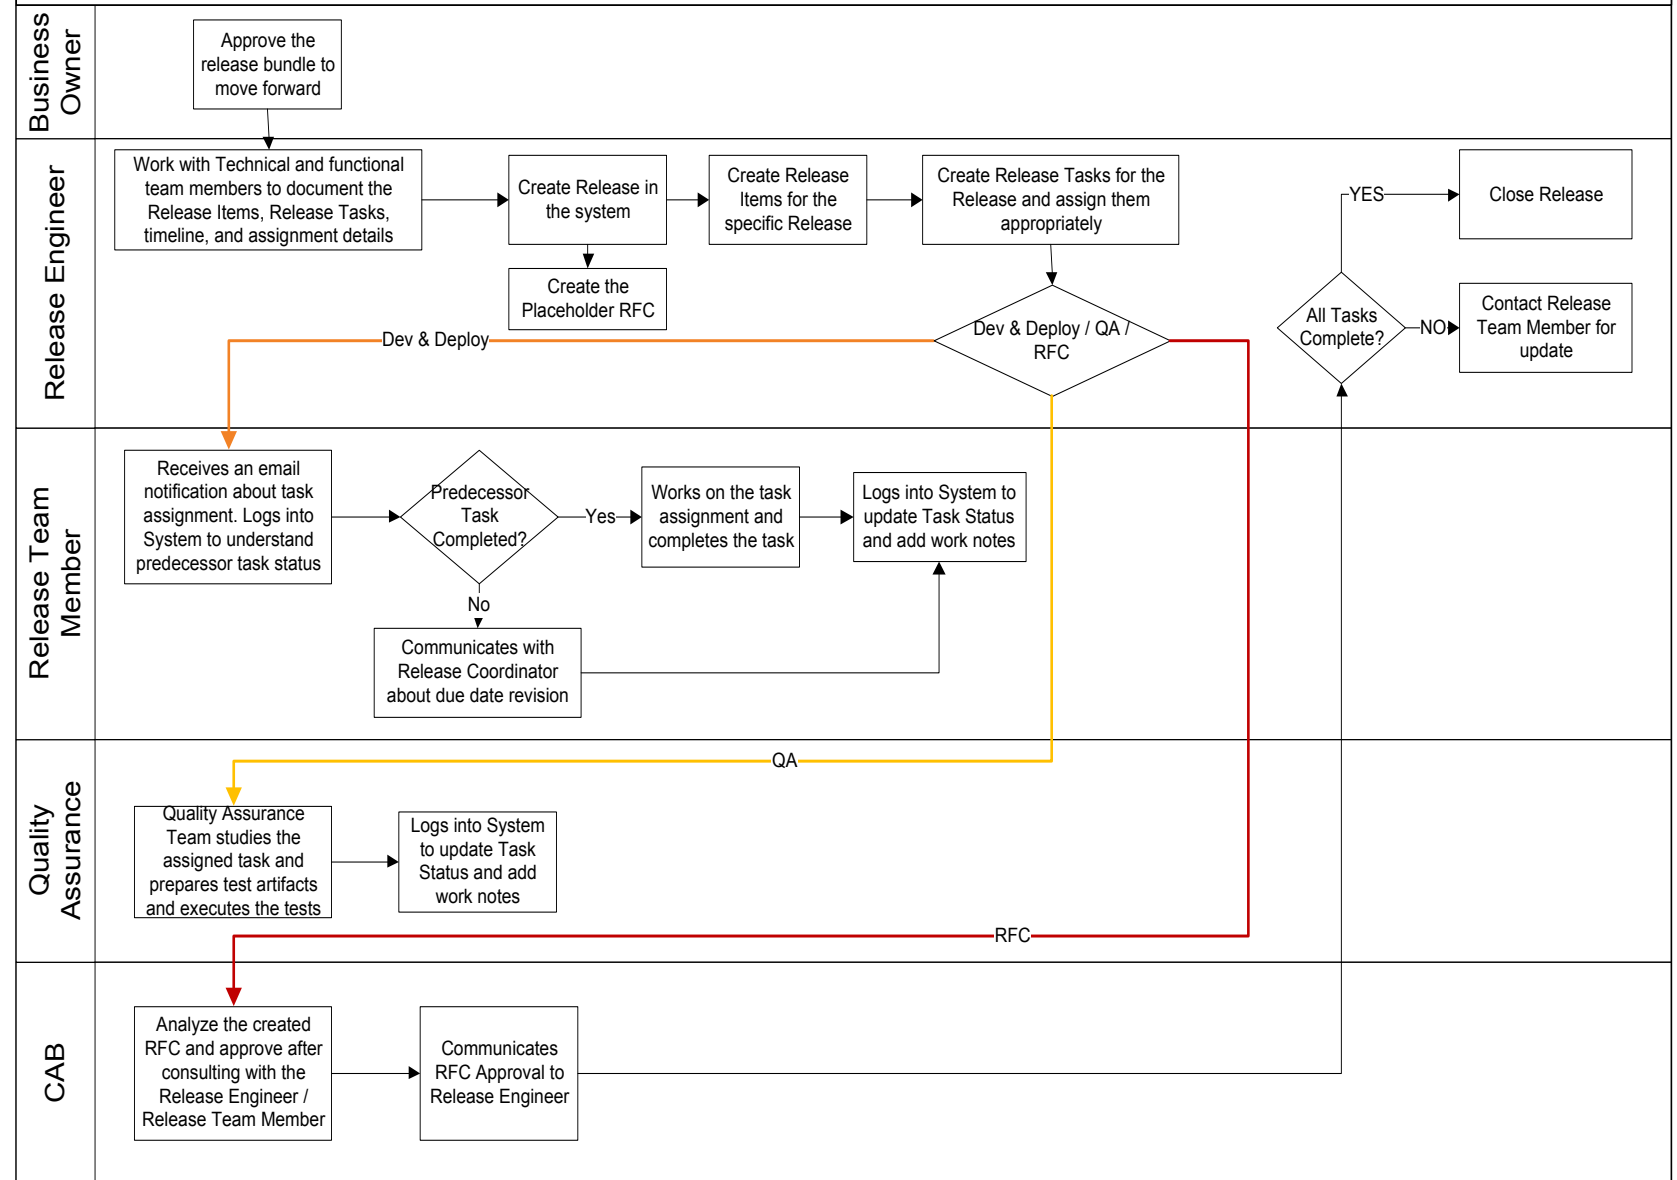 Business
Owner
Approve the
release bundle to
move forward
Release Engineer
Work with Technical and functional
team members to document the
Release Items, Release Tasks,
timeline, and assignment details
Create Release in
the system
Create the
Placeholder RFC
Create Release
Items for the
specific Release
Create Release Tasks for the
Release and assign them
appropriately
Dev & Deploy / QA /
RFC
Dev & Deploy
All Tasks
Complete?
YES
Close Release
NO
Contact Release
Team Member for
update
Release Team
Member
Receives an email
notification about task
assignment. Logs into
System to understand
predecessor task status
Predecessor
Task
Completed?
Yes
Works on the task
assignment and
completes the task
Logs into System to
update Task Status
and add work notes
No
Communicates with
Release Coordinator
about due date revision
Quality
Assurance
QA
Quality Assurance
Team studies the
assigned task and
prepares test artifacts
and executes the tests
Logs into System
to update Task
Status and add
work notes
RFC
CAB
Analyze the created
RFC and approve after
consulting with the
Release Engineer /
Release Team Member
Communicates
RFC Approval to
Release Engineer